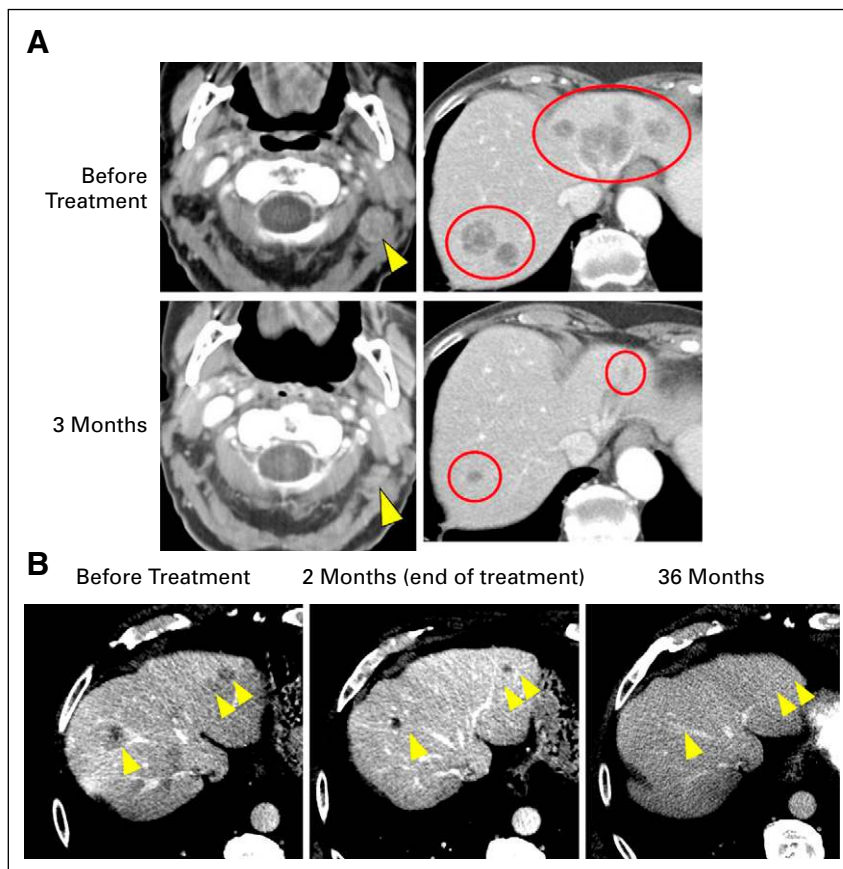 A
Before
Treatment
3 Months
B
Before Treatment
2 Months (end of treatment)
36 Months